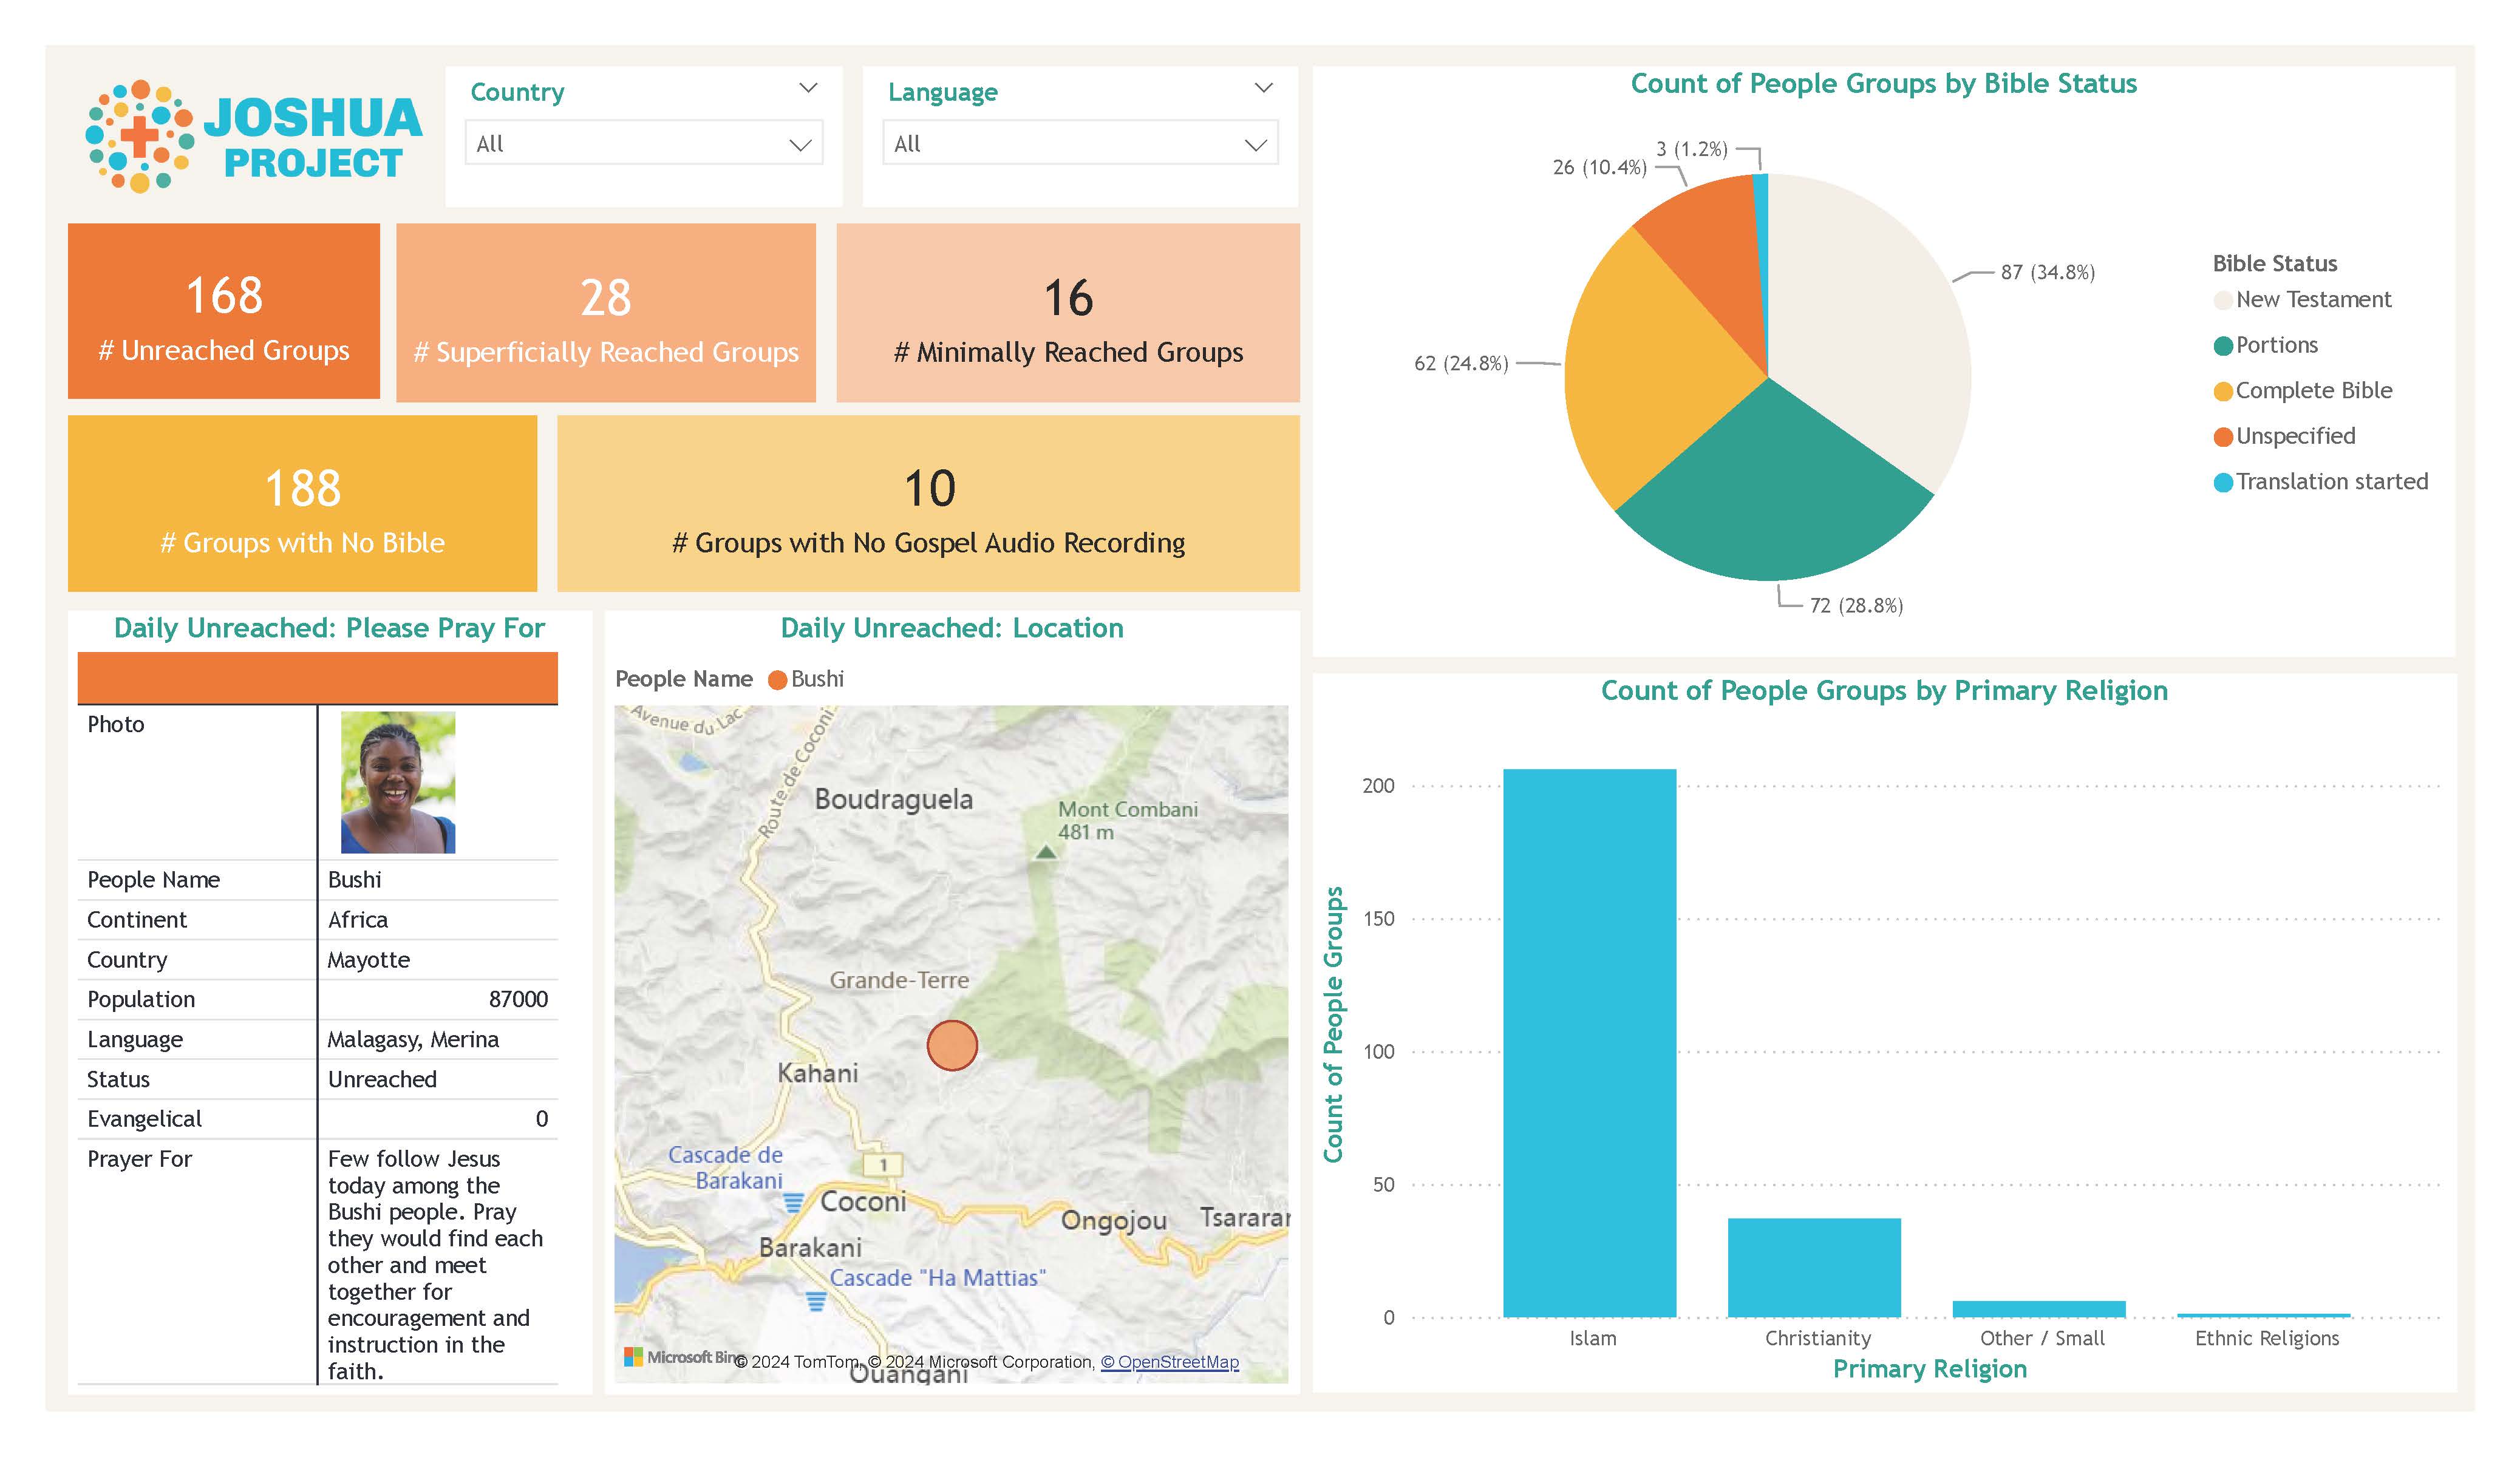 JOSHUA
PROJECT
Country
All
Language
All
168
# Unreached Groups
28
# Superficially Reached Groups
16
# Minimally Reached Groups
188
# Groups with No Bible
10
# Groups with No Gospel Audio Recording
Count of People Groups by Bible Status
3 (1.2%)
26 (10.4%)
87 (34.8%)
62 (24.8%)
72 (28.8%)
Bible Status
New Testament
Portions
Complete Bible
Unspecified
Translation started
Daily Unreached: Please Pray For
Photo
People Name Bushi
Continent Africa
Country Mayotte
Population 87000
Language Malagasy, Merina
Status Unreached
Evangelical 0
Prayer For Few follow Jesus
today among the
Bushi people. Pray
they would find each
other and meet
together for
encouragement and
instruction in the
faith.
Daily Unreached: Location
People Name Bushi
Avenue du Lac
Route de Coconi
Boudraguela
Mont Combani
481 m
Grande-Terre
Kahani
Cascade de
Barakani
1
Coconi
Ongojou
Tsararar
Barakani
Cascade "Ha Mattias"
Ouangani
Microsoft Bing
© 2024 TomTom, © 2024 Microsoft Corporation, © OpenStreetMap
Count of People Groups by Primary Religion
Count of People Groups
200
150
100
50
0
Islam
Christianity
Other / Small
Ethnic Religions
Primary Religion